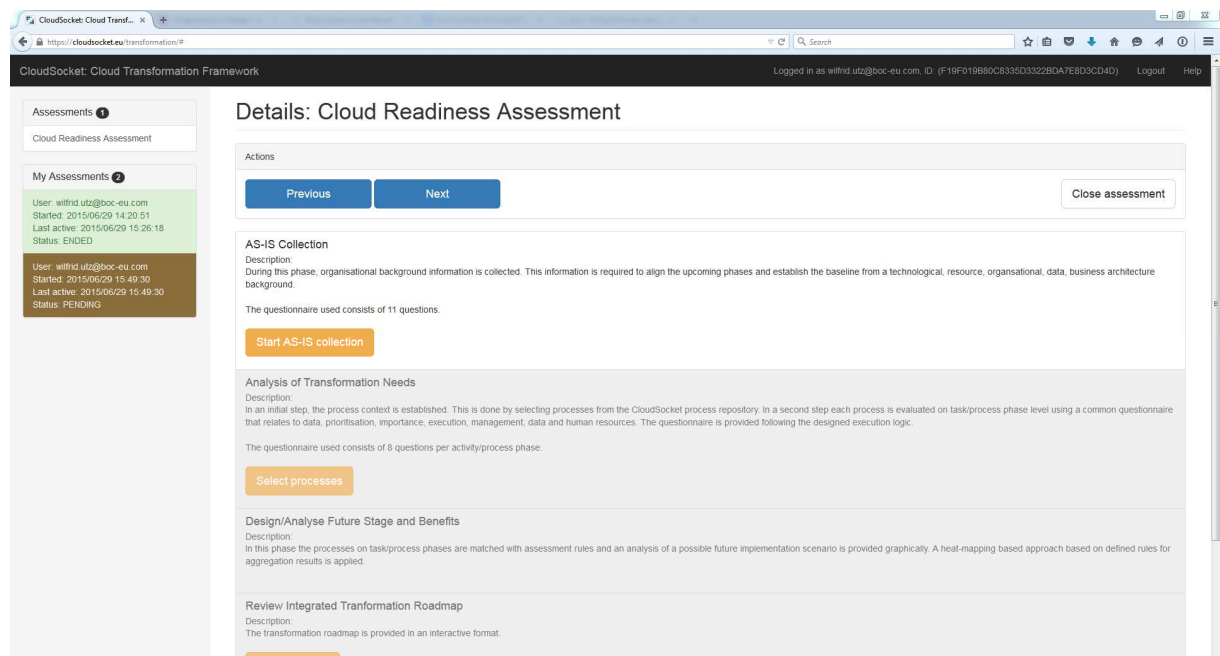 CloudSocket: Cloud Transf...
https://cloudsocket.eu/transformation/#
Search
CloudSocket: Cloud Transformation Framework
Logged in as wilfrid.utz@boc-eu.com, ID: (F19F019B80C8335D3322BDA7E8D3CD4D)
Logout
Help
Assessments 1
Cloud Readiness Assessment
My Assessments 2
User: wilfrid.utz@boc-eu.com
Started: 2015/06/29 14:20:51
Last active: 2015/06/29 15:26:18
Status: ENDED
User: wilfrid.utz@boc-eu.com
Started: 2015/06/29 15:49:30
Last active: 2015/06/29 15:49:30
Status: PENDING
Details: Cloud Readiness Assessment
Actions
Previous
Next
Close assessment
AS-IS Collection
Description:
During this phase, organisational background information is collected. This information is required to align the upcoming phases and establish the baseline from a technological, resource, organsational, data, business architecture
background.
The questionnaire used consists of 11 questions.
Start AS-IS collection
Analysis of Transformation Needs
Description:
In an initial step, the process context is established. This is done by selecting processes from the CloudSocket process repository. In a second step each process is evaluated on task/process phase level using a common questionnaire
that relates to data, prioritisation, importance, execution, management, data and human resources. The questionnaire is provided following the designed execution logic.
The questionnaire used consists of 8 questions per activity/process phase.
Select processes
Design/Analyse Future Stage and Benefits
Description:
In this phase the processes on task/process phases are matched with assessment rules and an analysis of a possible future implementation scenario is provided graphically. A heat-mapping based approach based on defined rules for
aggregation results is applied.
Review Integrated Tranformation Roadmap
Description:
The transformation roadmap is provided in an interactive format.